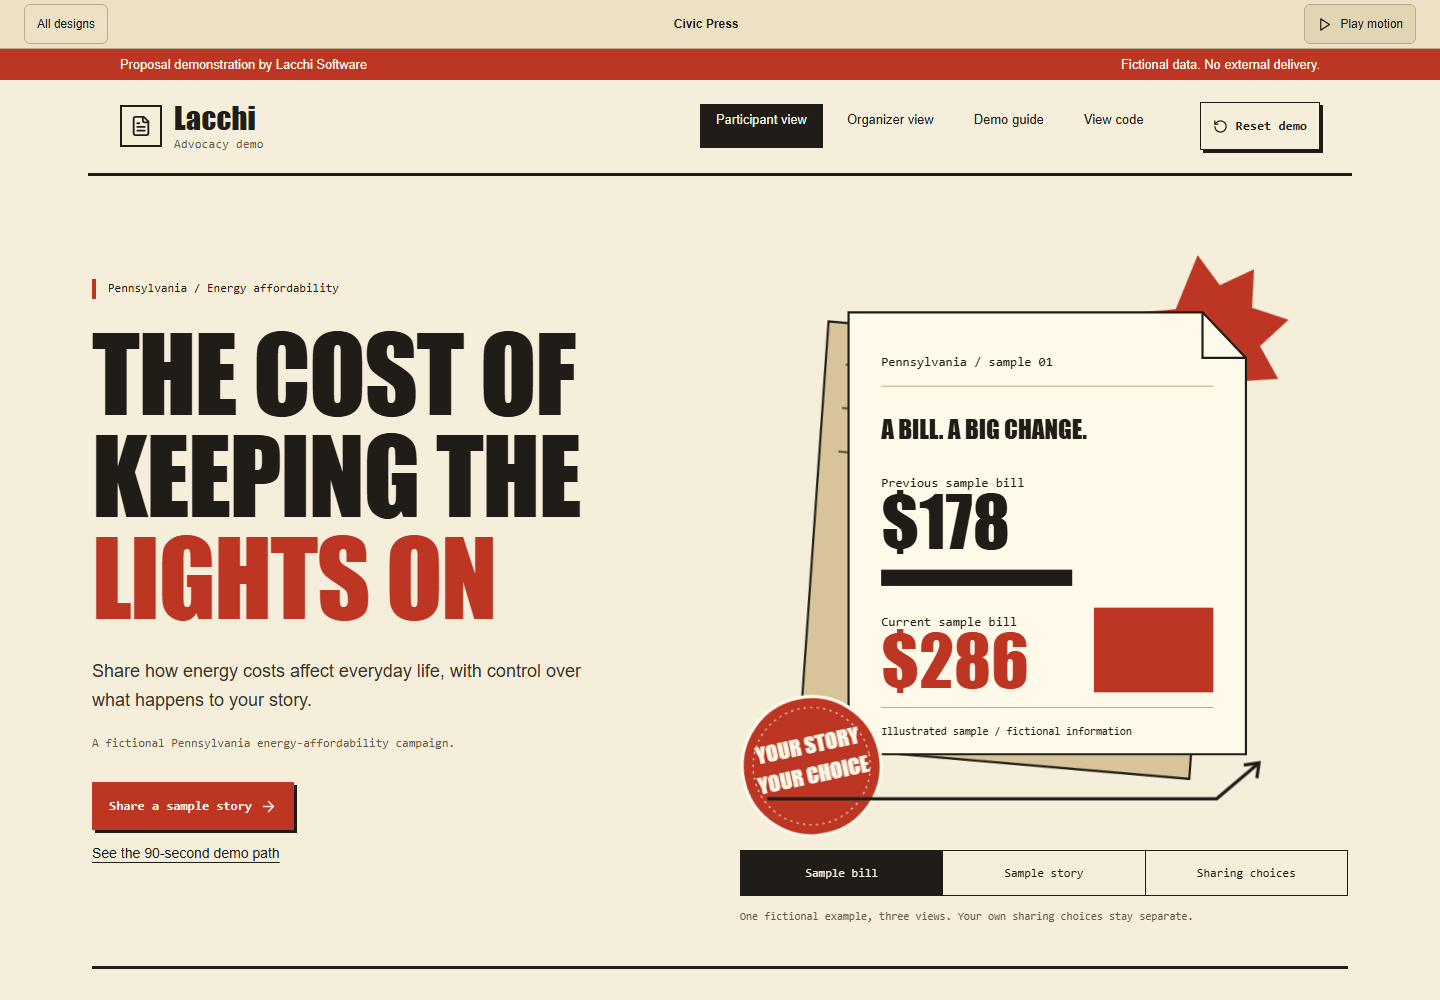 All designs
Civic Press
Play motion
Proposal demonstration by Lacchi Software
Fictional data. No external delivery.
Lacchi
Advocacy demo
Participant view
Organizer view
Demo guide
View code
Reset demo
Pennsylvania / Energy affordability
THE COST OF
KEEPING THE
LIGHTS ON
Share how energy costs affect everyday life, with control over
what happens to your story.
A fictional Pennsylvania energy-affordability campaign.
Share a sample story
See the 90-second demo path
Pennsylvania / sample 01
A BILL. A BIG CHANGE.
Previous sample bill
$178
Current sample bill
$286
Illustrated sample / fictional information
YOUR STORY
YOUR CHOICE
Sample bill
Sample story
Sharing choices
One fictional example, three views. Your own sharing choices stay separate.